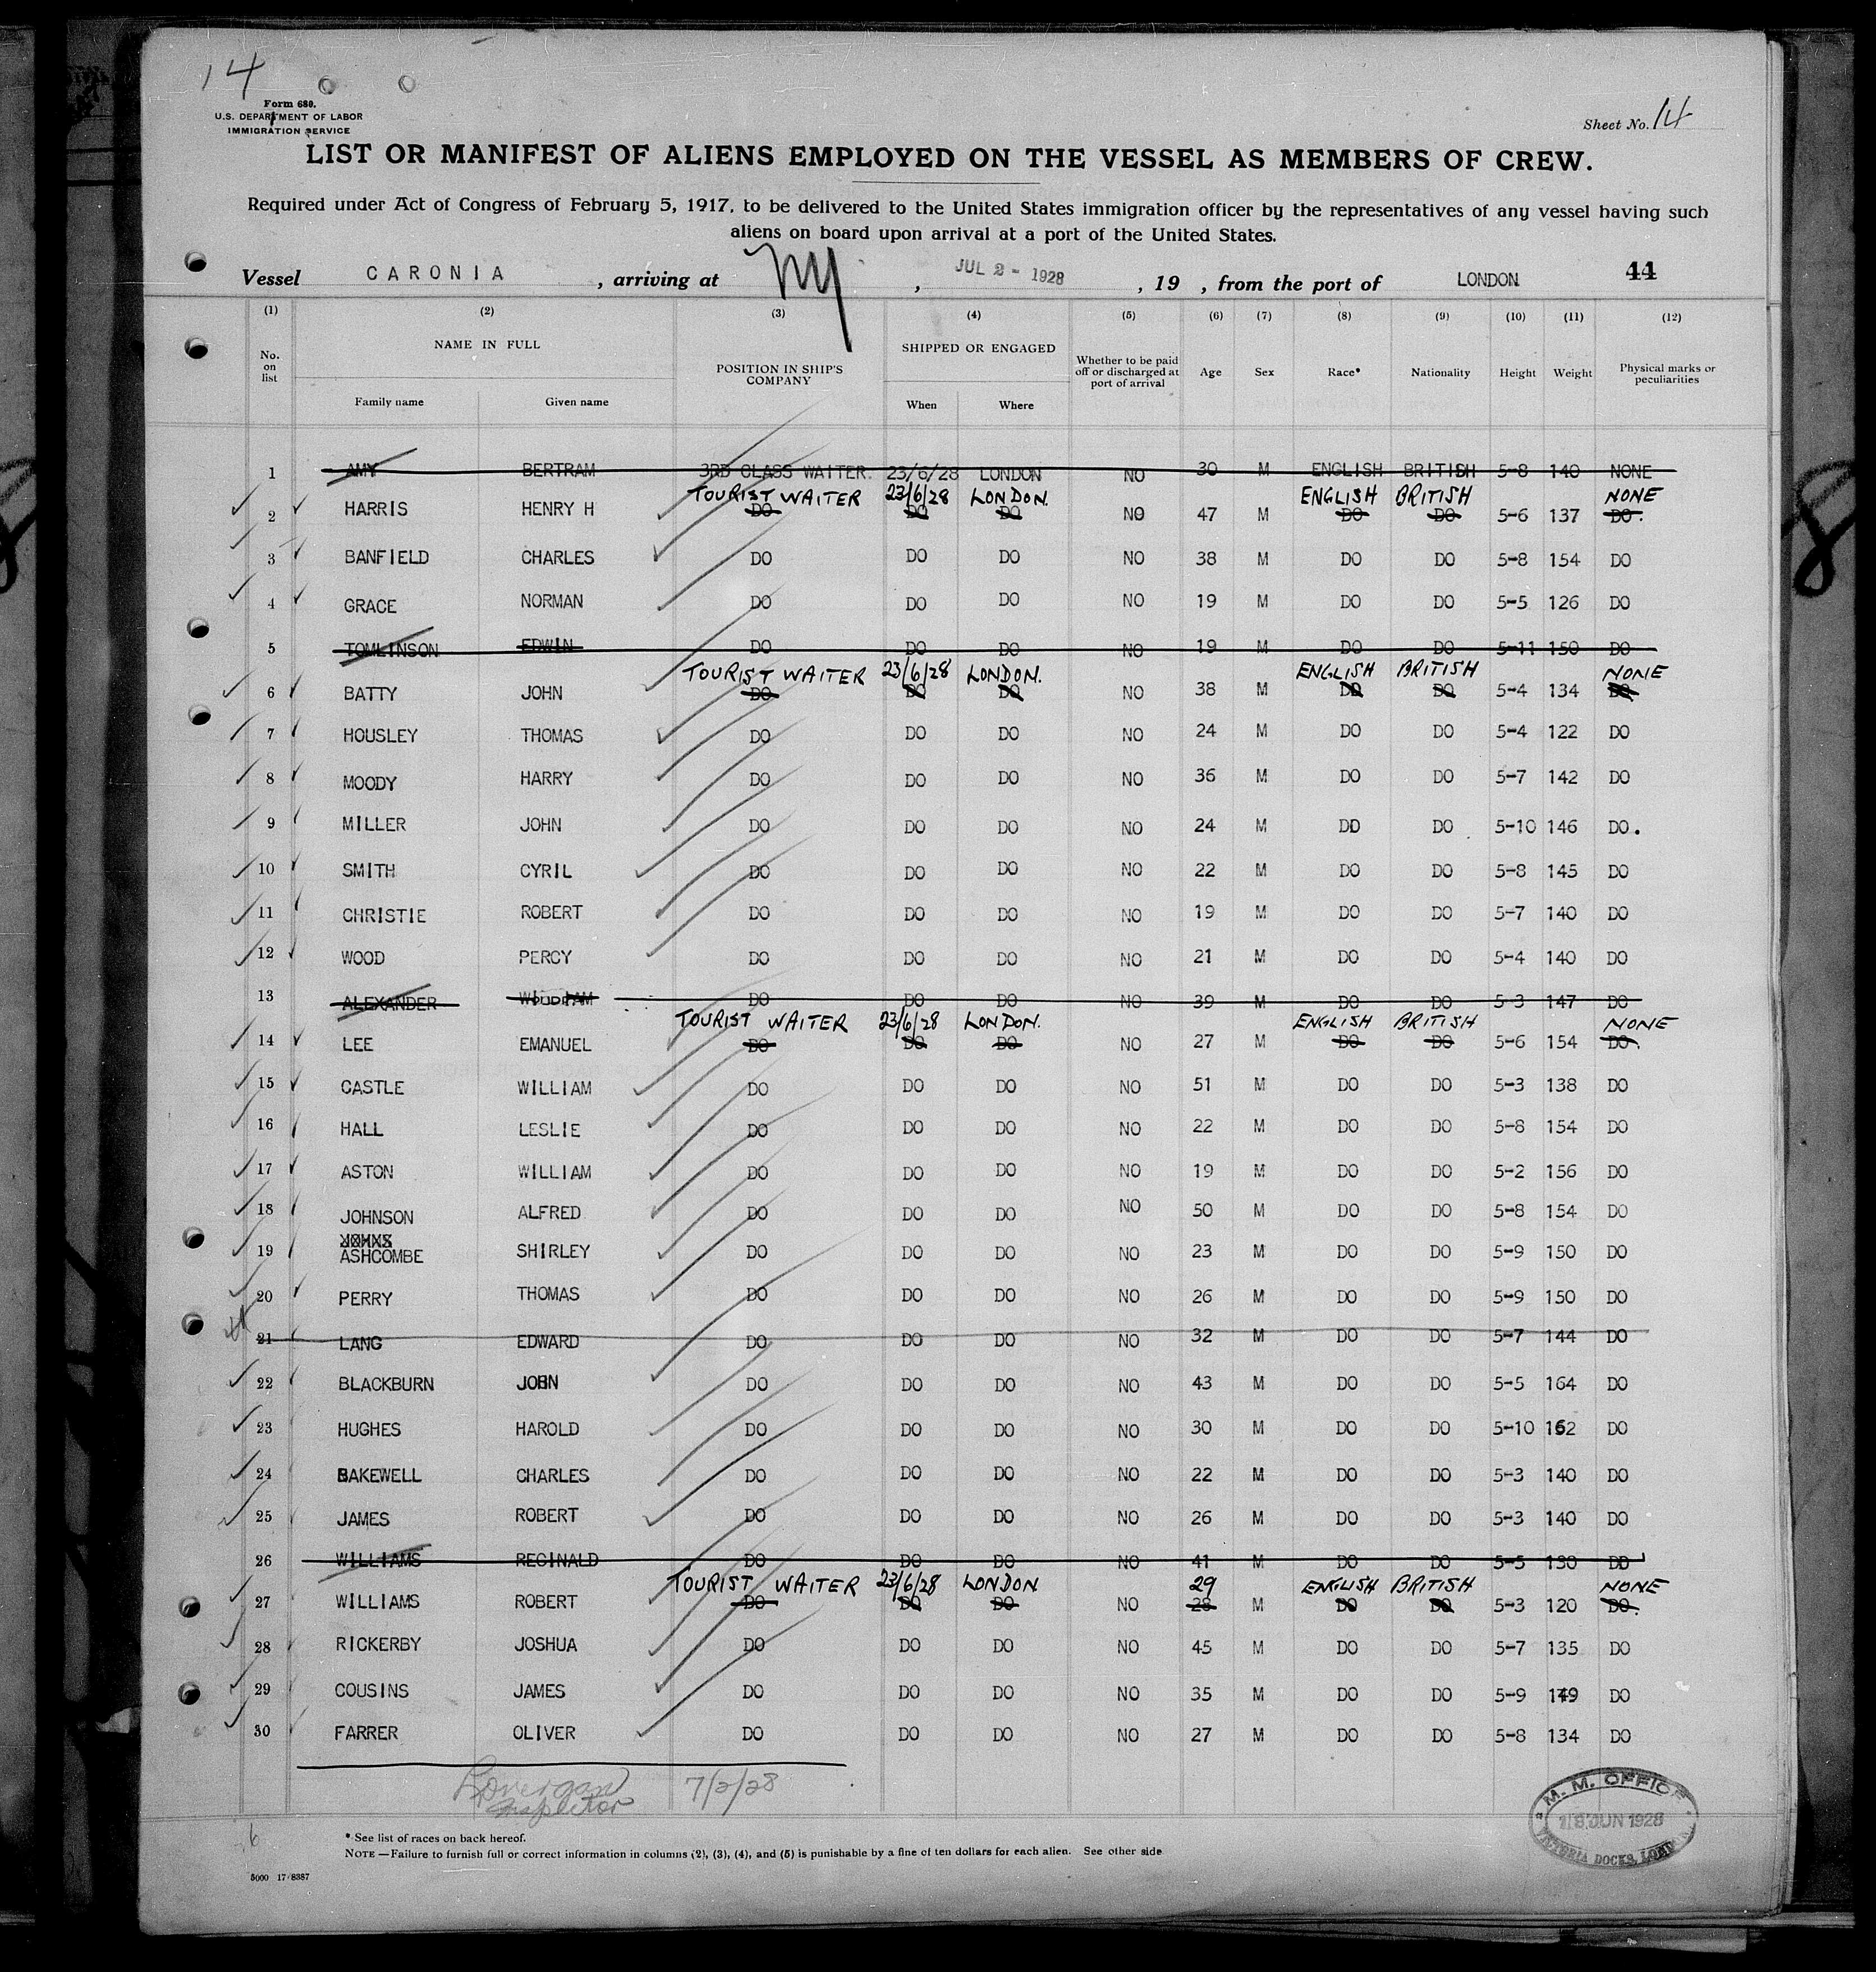 14
Form 680.
U.S. DEPARTMENT OF LABOR
IMMIGRATION SERVICE
Sheet No. 14
LIST OR MANIFEST OF ALIENS EMPLOYED ON THE VESSEL AS MEMBERS OF CREW.
Required under Act of Congress of February 5, 1917, to be delivered to the United States immigration officer by the representatives of any vessel having such
aliens on board upon arrival at a port of the United States.
Vessel CARONIA , arriving at NY , JUL 2 - 1928 , 19 , from the port of LONDON 44
(1) (2) (3) (4) (5) (6) (7) (8) (9) (10) (11) (12)
No. on list NAME IN FULL POSITION IN SHIP'S COMPANY SHIPPED OR ENGAGED Whether to be paid off or discharged at port of arrival Age Sex Race* Nationality Height Weight Physical marks or peculiarities
Family name Given name When Where
1 AMY BERTRAM 3RD CLASS WAITER. 23/6/28 LONDON NO 30 M ENGLISH BRITISH 5-8 140 NONE
TOURIST WAITER 23/6/28 LONDON. ENGLISH BRITISH NONE
2 HARRIS HENRY H DO DO DO NO 47 M DO DO 5-6 137 DO.
3 BANFIELD CHARLES DO DO DO NO 38 M DO DO 5-8 154 DO
4 GRACE NORMAN DO DO DO NO 19 M DO DO 5-5 126 DO
5 TOMLINSON EDWIN DO DO DO NO 19 M DO DO 5-11 150 DO
TOURIST WAITER 23/6/28 LONDON. ENGLISH BRITISH NONE
6 BATTY JOHN DO DO DO NO 38 M DO DO 5-4 134 DO
7 HOUSLEY THOMAS DO DO DO NO 24 M DO DO 5-4 122 DO
8 MOODY HARRY DO DO DO NO 36 M DO DO 5-7 142 DO
9 MILLER JOHN DO DO DO NO 24 M DO DO 5-10 146 DO.
10 SMITH CYRIL DO DO DO NO 22 M DO DO 5-8 145 DO
11 CHRISTIE ROBERT DO DO DO NO 19 M DO DO 5-7 140 DO
12 WOOD PERCY DO DO DO NO 21 M DO DO 5-4 140 DO
13 ALEXANDER DO DO DO NO 39 M DO DO 5-3 147 DO
TOURIST WAITER 23/6/28 LONDON. ENGLISH BRITISH NONE
14 LEE EMANUEL DO DO DO NO 27 M DO DO 5-6 154 DO.
15 CASTLE WILLIAM DO DO DO NO 51 M DO DO 5-3 138 DO
16 HALL LESLIE DO DO DO NO 22 M DO DO 5-8 154 DO
17 ASTON WILLIAM DO DO DO NO 19 M DO DO 5-2 156 DO
18 JOHNSON ALFRED DO DO DO NO 50 M DO DO 5-8 154 DO
19 ASHCOMBE SHIRLEY DO DO DO NO 23 M DO DO 5-9 150 DO
20 PERRY THOMAS DO DO DO NO 26 M DO DO 5-9 150 DO
21 LANG EDWARD DO DO DO NO 32 M DO DO 5-7 144 DO
22 BLACKBURN JOHN DO DO DO NO 43 M DO DO 5-5 164 DO
23 HUGHES HAROLD DO DO DO NO 30 M DO DO 5-10 162 DO
24 BAKEWELL CHARLES DO DO DO NO 22 M DO DO 5-3 140 DO
25 JAMES ROBERT DO DO DO NO 26 M DO DO 5-3 140 DO
26 WILLIAMS REGINALD DO DO DO NO 41 M DO DO 5-5 130 DO
TOURIST WAITER 23/6/28 LONDON 29 ENGLISH BRITISH NONE
27 WILLIAMS ROBERT DO DO DO NO 28 M DO DO 5-3 120 DO.
28 RICKERBY JOSHUA DO DO DO NO 45 M DO DO 5-7 135 DO
29 COUSINS JAMES DO DO DO NO 35 M DO DO 5-9 149 DO
30 FARRER OLIVER DO DO DO NO 27 M DO DO 5-8 134 DO
Lonergan 7/2/28
Inspector
M. M. OFFICE
18 JUN 1928
VICTORIA DOCKS, LONDON
* See list of races on back hereof.
NOTE—Failure to furnish full or correct information in columns (2), (3), (4), and (5) is punishable by a fine of ten dollars for each alien. See other side
5000 17/8387